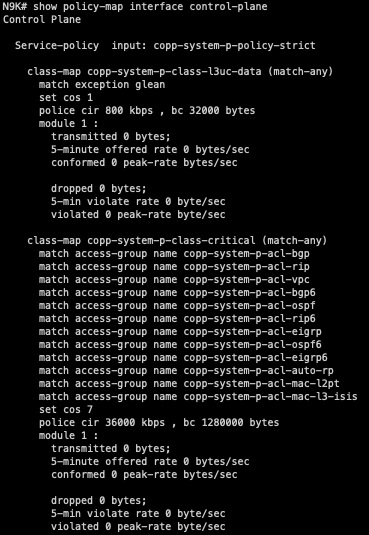 N9K# show policy-map interface control-plane
Control Plane
Service-policy input: copp-system-p-policy-strict
class-map copp-system-p-class-l3uc-data (match-any)
match exception glean
set cos 1
police cir 800 kbps , bc 32000 bytes
module 1 :
transmitted 0 bytes;
5-minute offered rate 0 bytes/sec
conformed 0 peak-rate bytes/sec
dropped 0 bytes;
5-min violate rate 0 byte/sec
violated 0 peak-rate byte/sec
class-map copp-system-p-class-critical (match-any)
match access-group name copp-system-p-acl-bgp
match access-group name copp-system-p-acl-rip
match access-group name copp-system-p-acl-vpc
match access-group name copp-system-p-acl-bgp6
match access-group name copp-system-p-acl-ospf
match access-group name copp-system-p-acl-rip6
match access-group name copp-system-p-acl-eigrp
match access-group name copp-system-p-acl-ospf6
match access-group name copp-system-p-acl-eigrp6
match access-group name copp-system-p-acl-auto-rp
match access-group name copp-system-p-acl-mac-l2pt
match access-group name copp-system-p-acl-mac-l3-isis
set cos 7
police cir 36000 kbps , bc 1280000 bytes
module 1 :
transmitted 0 bytes;
5-minute offered rate 0 bytes/sec
conformed 0 peak-rate bytes/sec
dropped 0 bytes;
5-min violate rate 0 byte/sec
violated 0 peak-rate byte/sec